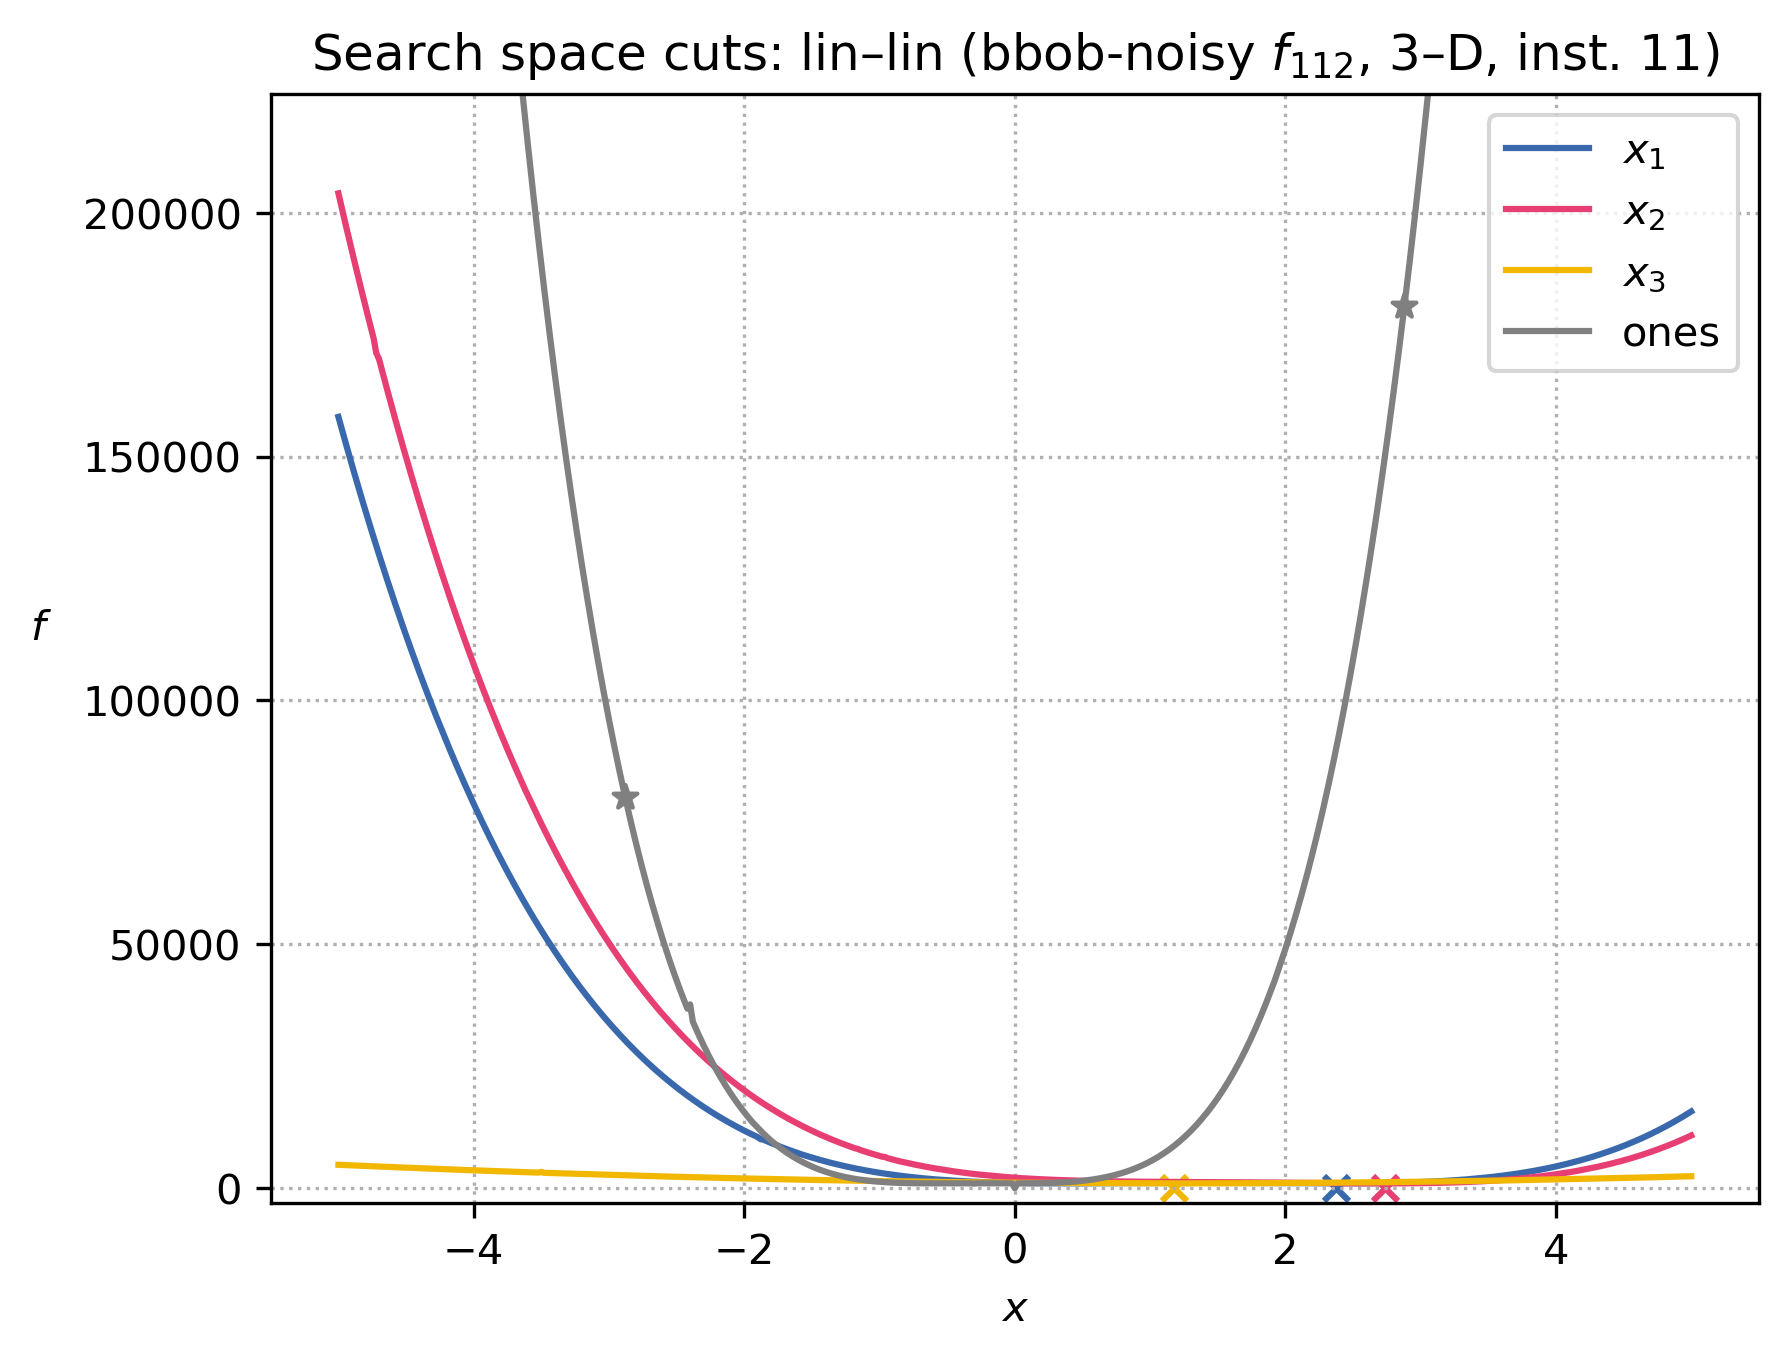 Search space cuts: lin–lin (bbob-noisy f₁₁₂, 3–D, inst. 11)
x₁
x₂
x₃
ones
200000
150000
100000
50000
0
f
−4 −2 0 2 4
x